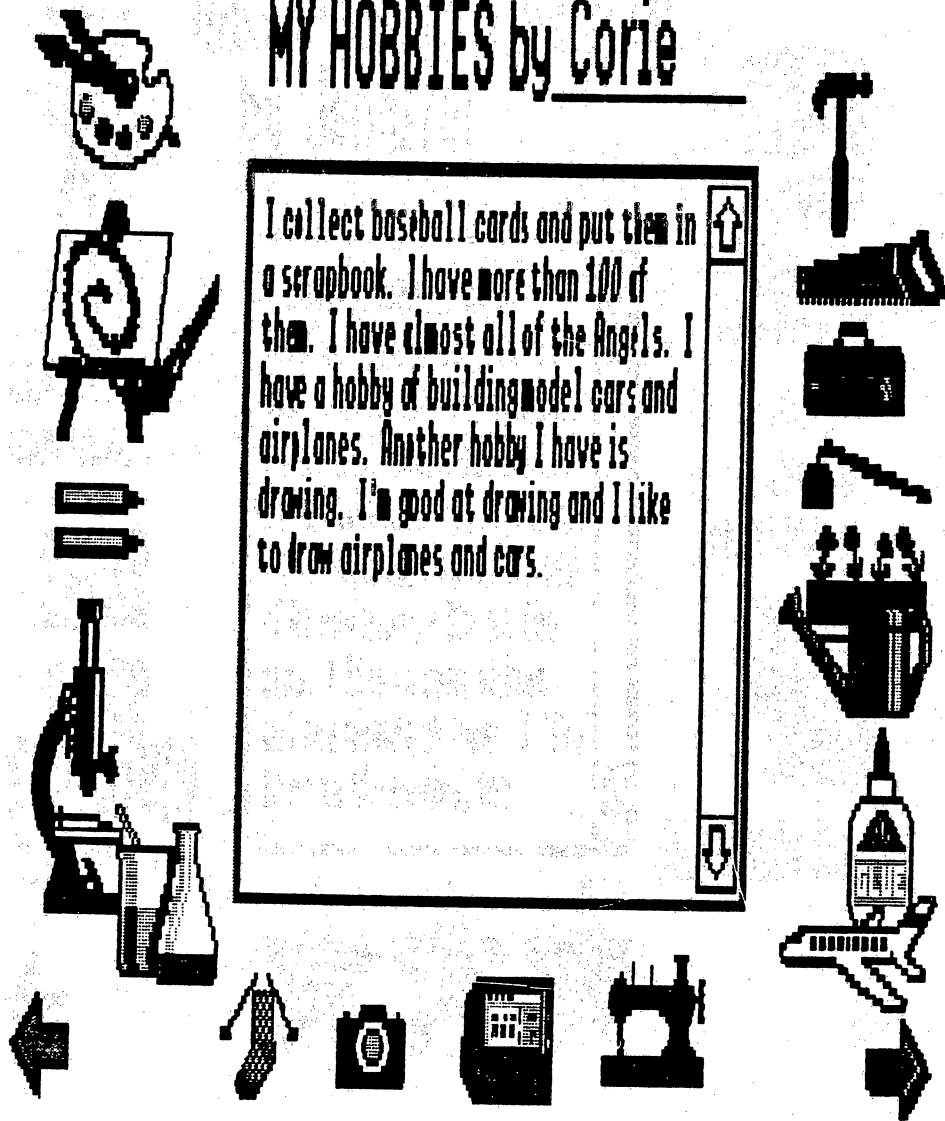 MY HOBBIES by Corie
I collect baseball cards and put them in
a scrapbook. I have more than 100 of
them. I have almost all of the Angels. I
have a hobby of buildingmodel cars and
airplanes. Another hobby I have is
drawing. I'm good at drawing and I like
to draw airplanes and cars.
GLUE